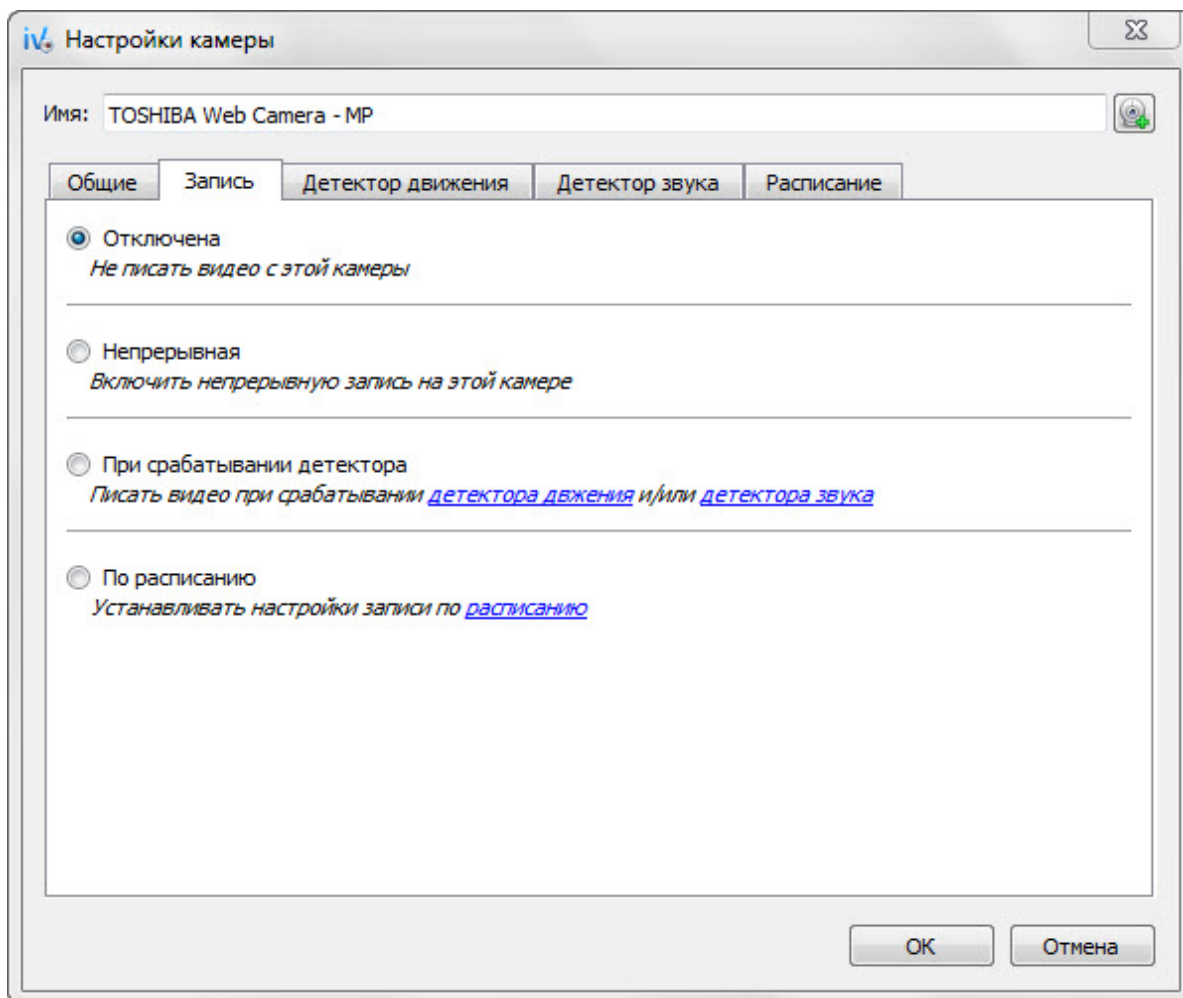 iv Настройки камеры
Имя: TOSHIBA Web Camera - MP
Общие Запись Детектор движения Детектор звука Расписание
Отключена
Не писать видео с этой камеры
Непрерывная
Включить непрерывную запись на этой камере
При срабатывании детектора
Писать видео при срабатывании детектора двжения и/или детектора звука
По расписанию
Устанавливать настройки записи по расписанию
OK Отмена